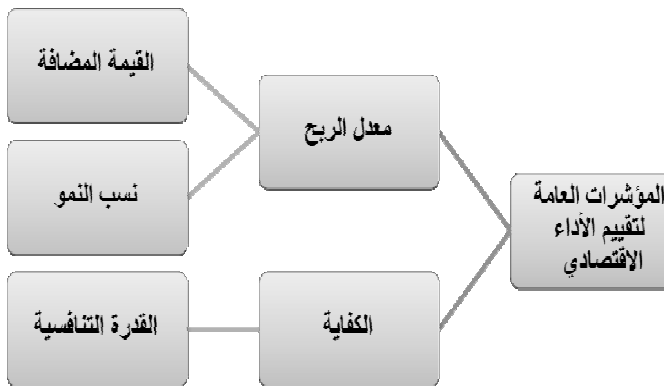 المؤشرات العامة
لتقييم الأداء
الاقتصادي
معدل الربح
القيمة المضافة
نسب النمو
الكفاية
القدرة التنافسية